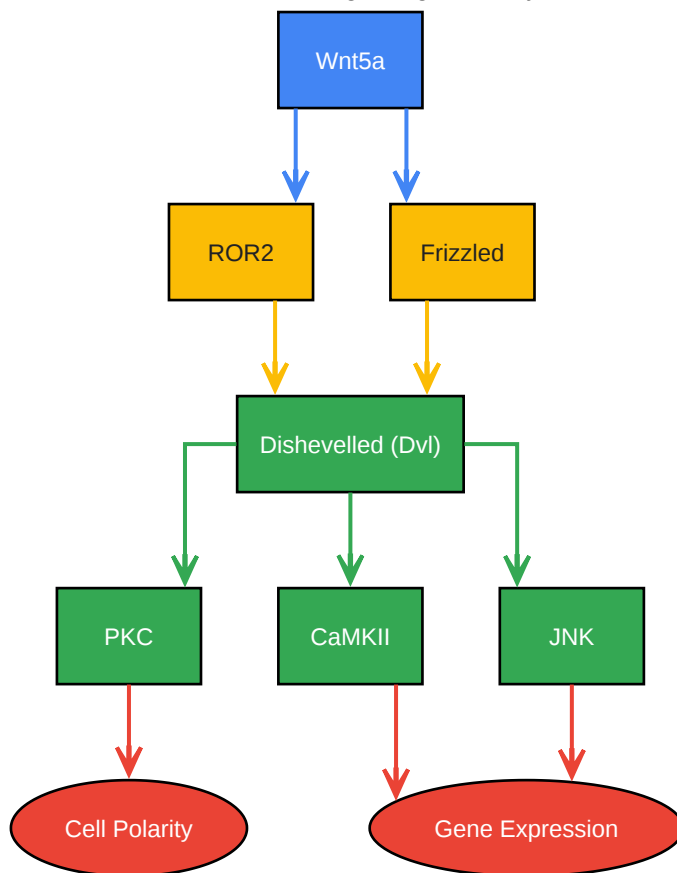 Wnt5a
ROR2
Frizzled
Dishevelled (Dvl)
PKC
CaMKII
JNK
Cell Polarity
Gene Expression